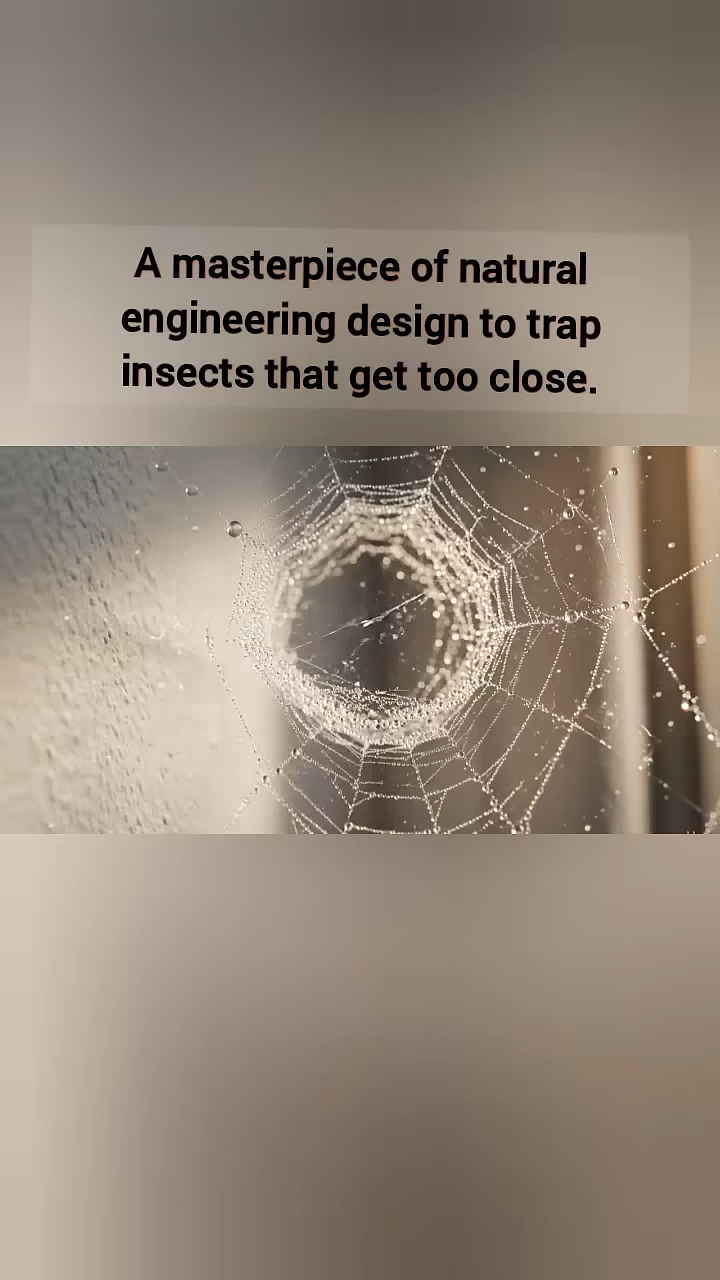 A masterpiece of natural
engineering design to trap
insects that get too close.